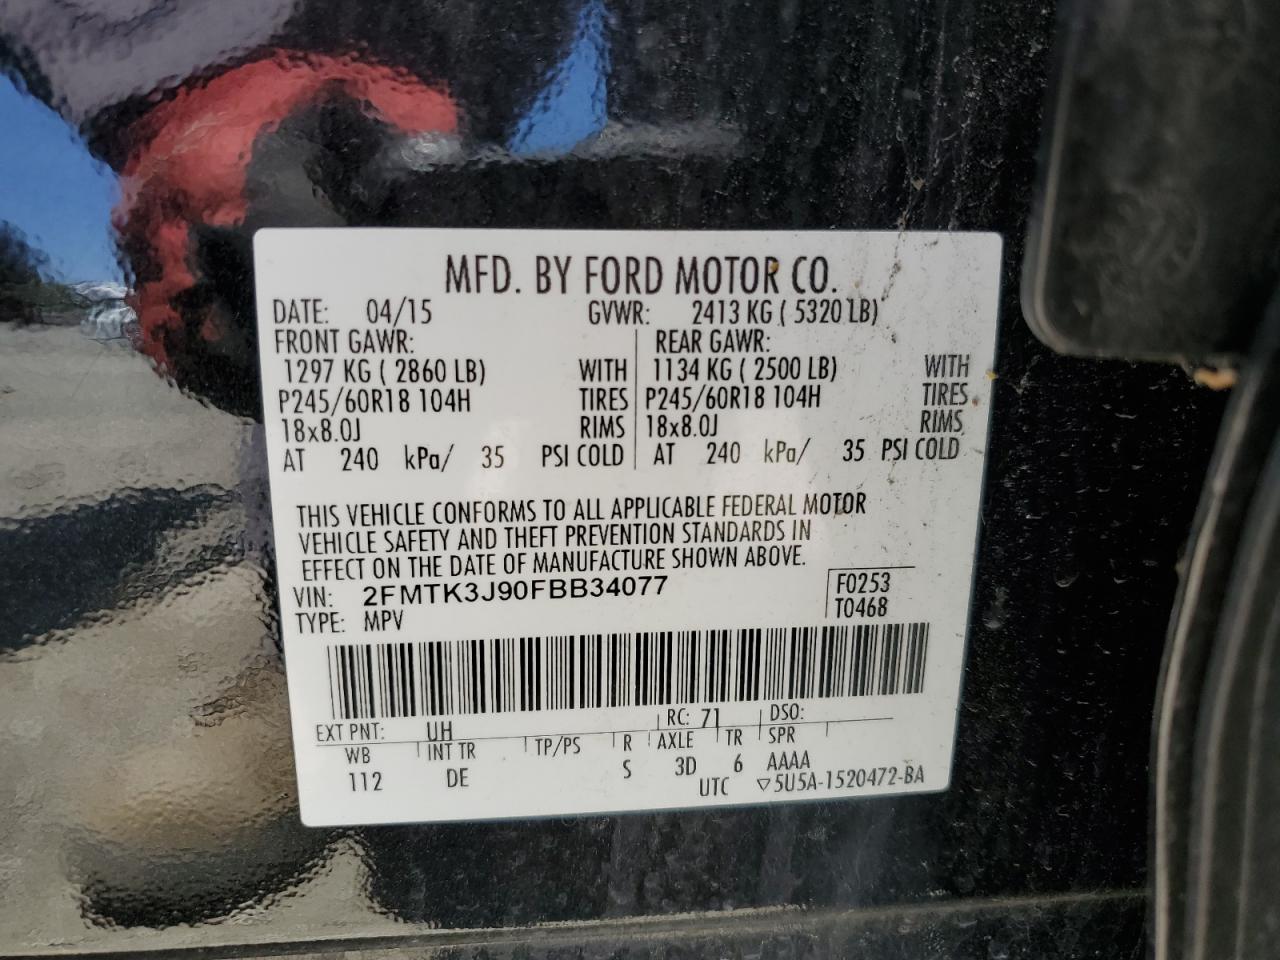 MFD. BY FORD MOTOR CO.
DATE: 04/15 GVWR: 2413 KG ( 5320 LB)
FRONT GAWR: REAR GAWR:
1297 KG ( 2860 LB) WITH 1134 KG ( 2500 LB) WITH
P245/60R18 104H TIRES P245/60R18 104H TIRES
18x8.0J RIMS 18x8.0J RIMS
AT 240 kPa/ 35 PSI COLD AT 240 kPa/ 35 PSI COLD
THIS VEHICLE CONFORMS TO ALL APPLICABLE FEDERAL MOTOR
VEHICLE SAFETY AND THEFT PREVENTION STANDARDS IN
EFFECT ON THE DATE OF MANUFACTURE SHOWN ABOVE.
VIN: 2FMTK3J90FBB34077 F0253
TYPE: MPV T0468
EXT PNT: UH RC: 71 DSO:
WB INT TR TP/PS R AXLE TR SPR
112 DE S 3D 6 AAAA
UTC ▽5U5A-1520472-BA